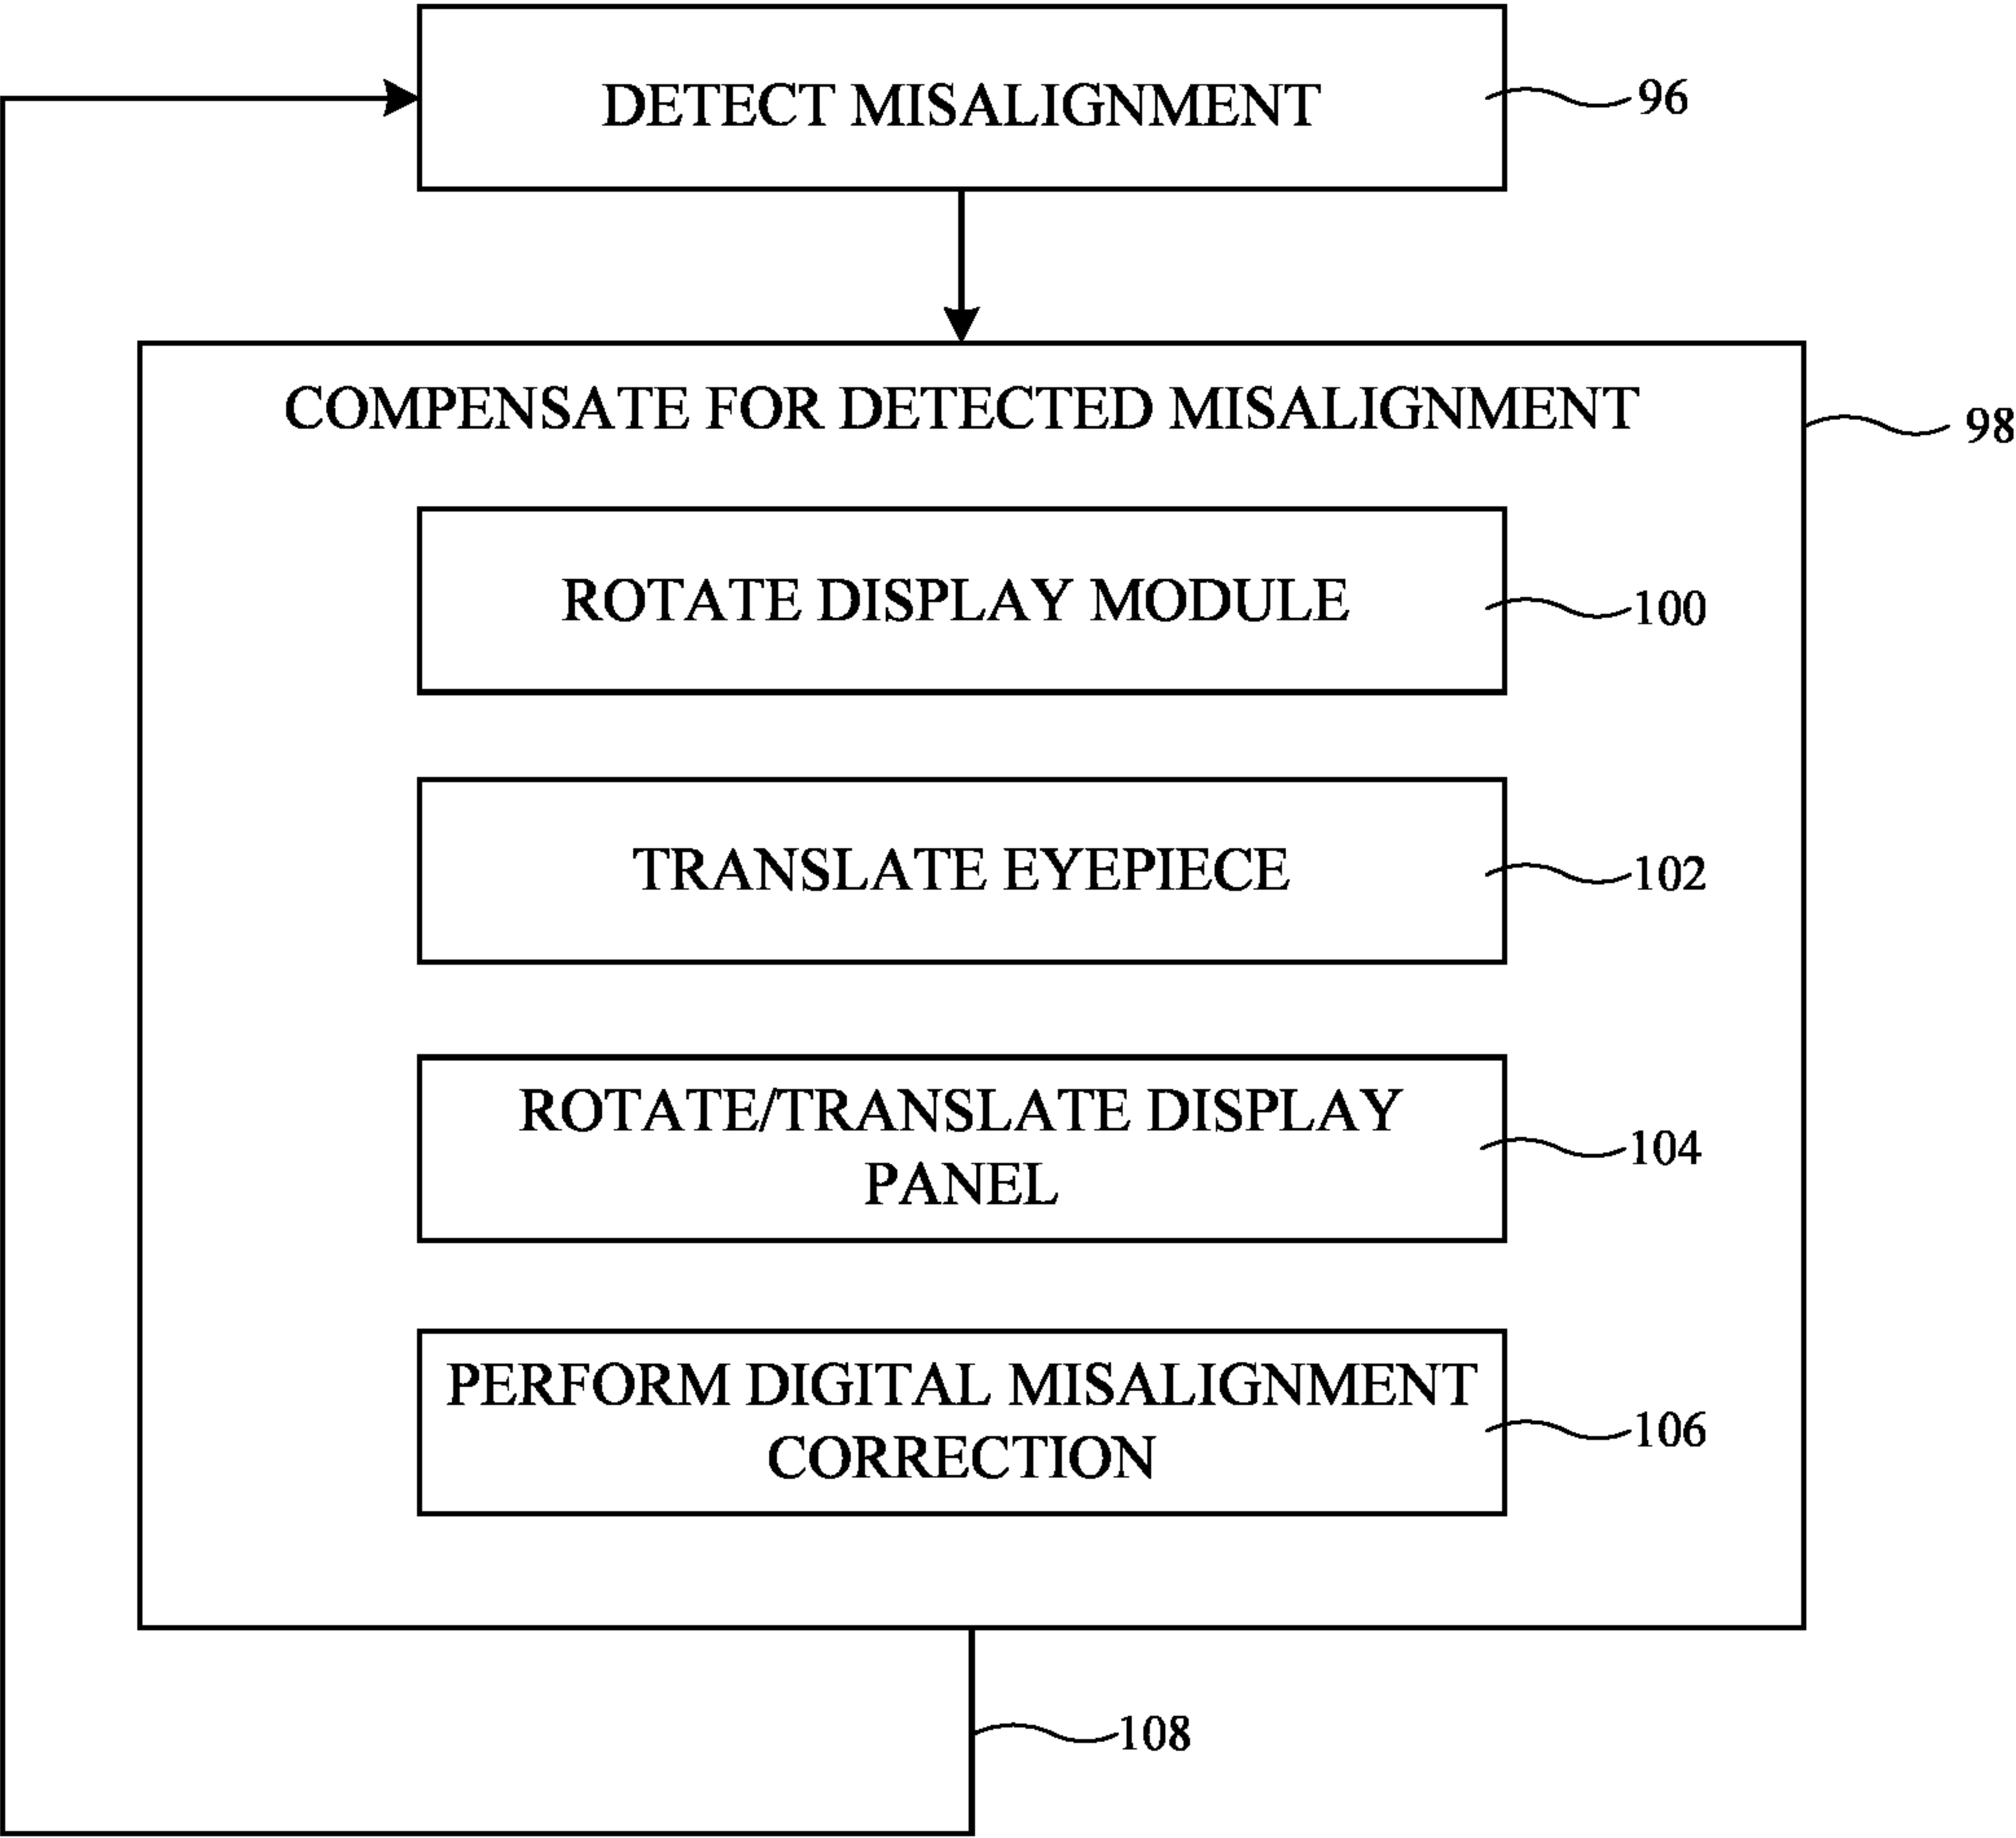 DETECT MISALIGNMENT
96
COMPENSATE FOR DETECTED MISALIGNMENT
98
ROTATE DISPLAY MODULE
100
TRANSLATE EYEPIECE
102
ROTATE/TRANSLATE DISPLAY
PANEL
104
PERFORM DIGITAL MISALIGNMENT
CORRECTION
106
108